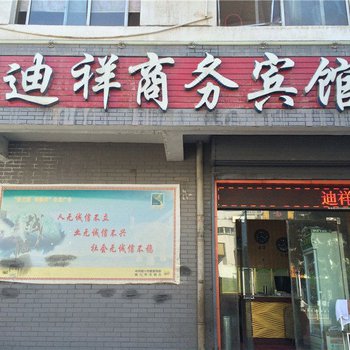 迪祥商务宾馆
迪祥
人无诚信不立
业无诚信不兴
社会无诚信不稳